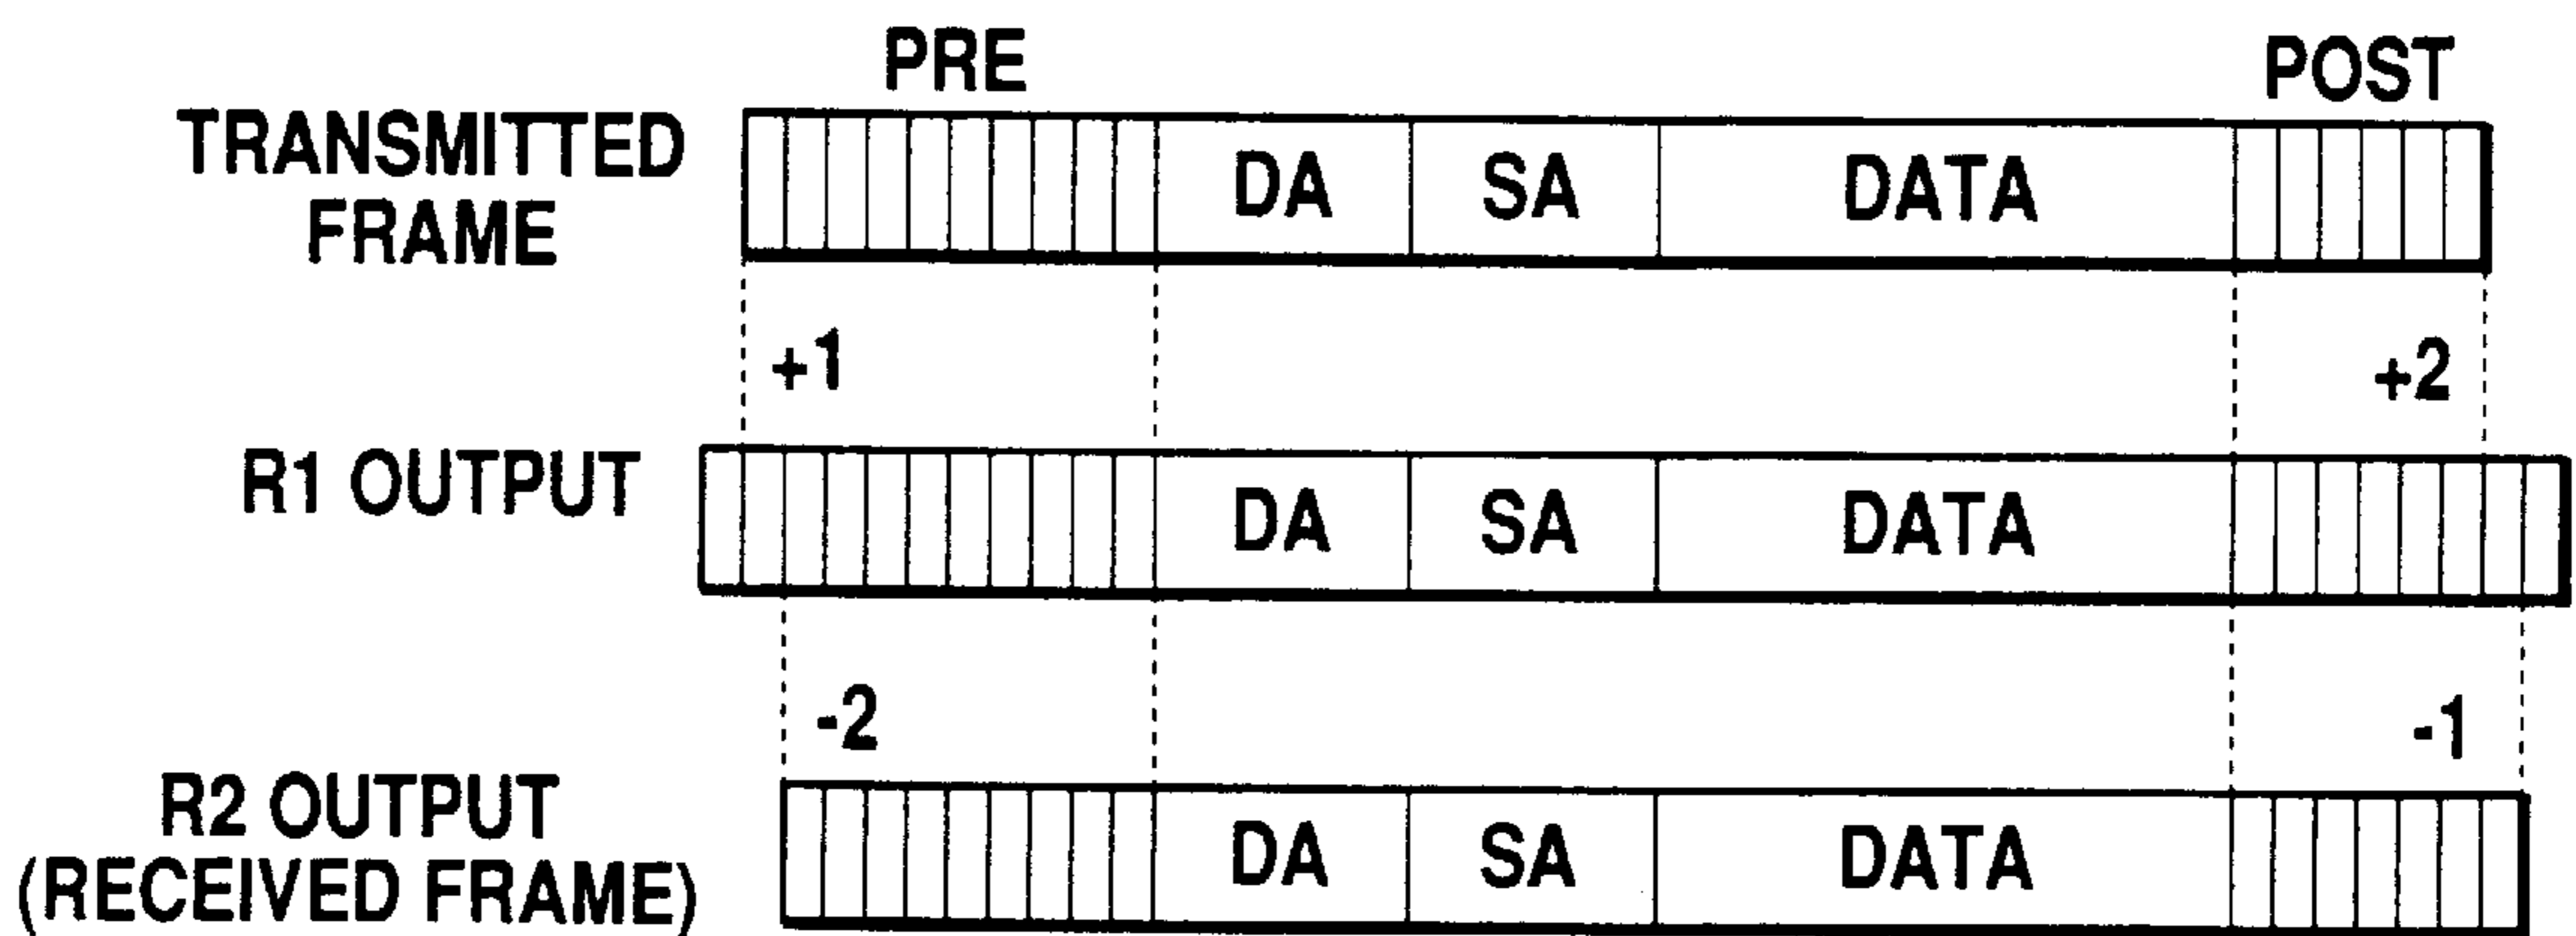 PRE
POST
TRANSMITTED
FRAME
DA
SA
DATA
+1
+2
R1 OUTPUT
DA
SA
DATA
-2
-1
R2 OUTPUT
(RECEIVED FRAME)
DA
SA
DATA